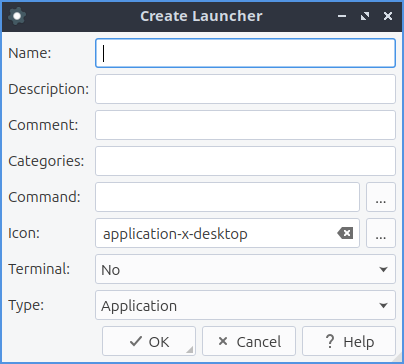 Create Launcher
Name:
Description:
Comment:
Categories:
Command: ...
Icon: application-x-desktop ...
Terminal: No
Type: Application
OK Cancel ? Help